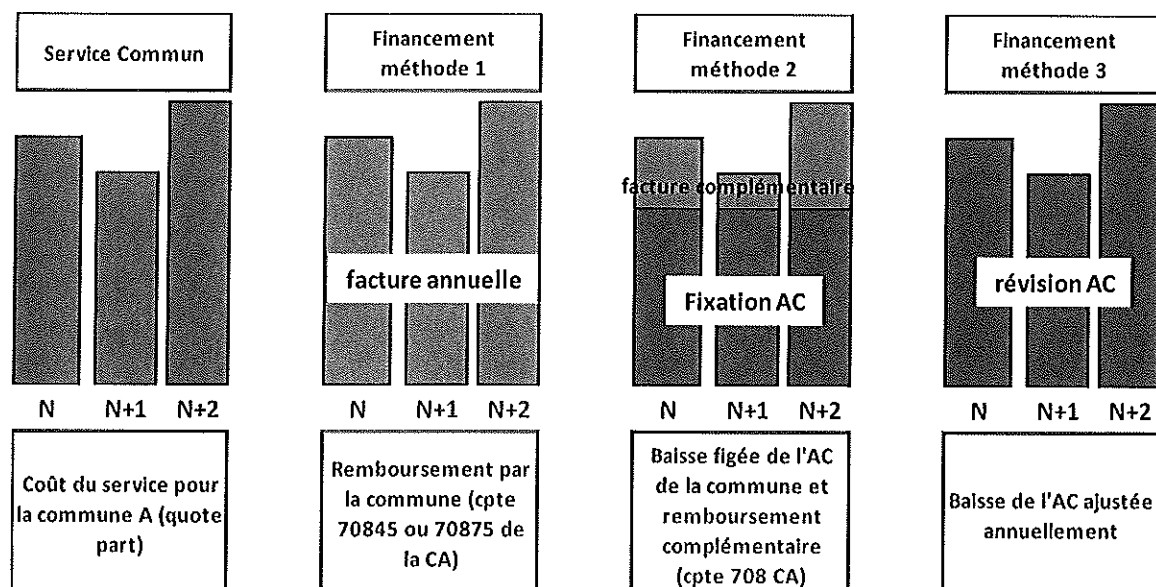 Service Commun
Financement
méthode 1
Financement
méthode 2
Financement
méthode 3
facture annuelle
facture complémentaire
Fixation AC
révision AC
N N+1 N+2
N N+1 N+2
N N+1 N+2
N N+1 N+2
Coût du service pour
la commune A (quote
part)
Remboursement par
la commune (cpte
70845 ou 70875 de
la CA)
Baisse figée de l'AC
de la commune et
remboursement
complémentaire
(cpte 708 CA)
Baisse de l'AC ajustée
annuellement